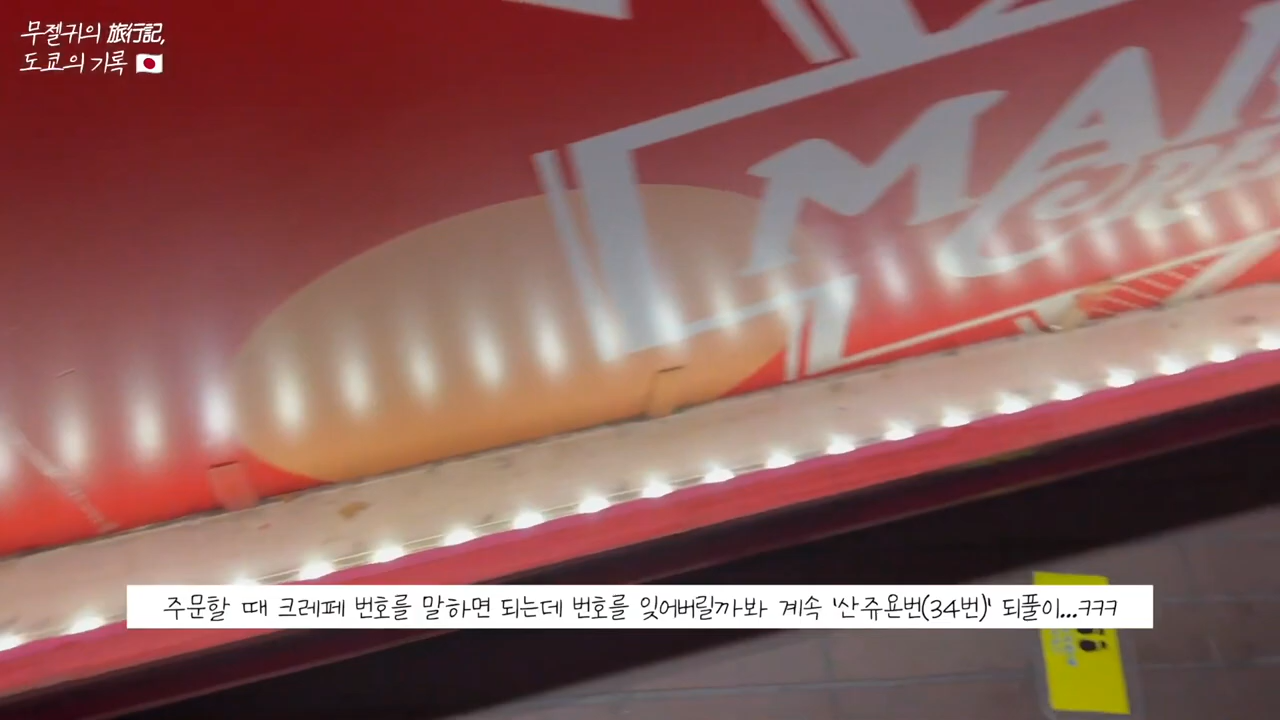 무젤귀의 旅行記,
도쿄의 기록 🇯🇵
주문할 때 크레페 번호를 말하면 되는데 번호를 잊어버릴까봐 계속 '산쥬욘번(34번)' 되풀이...ㅋㅋㅋ